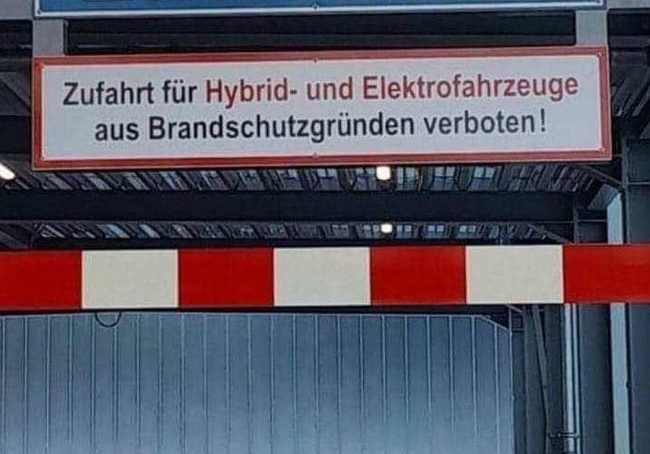 Zufahrt für Hybrid- und Elektrofahrzeuge
aus Brandschutzgründen verboten!